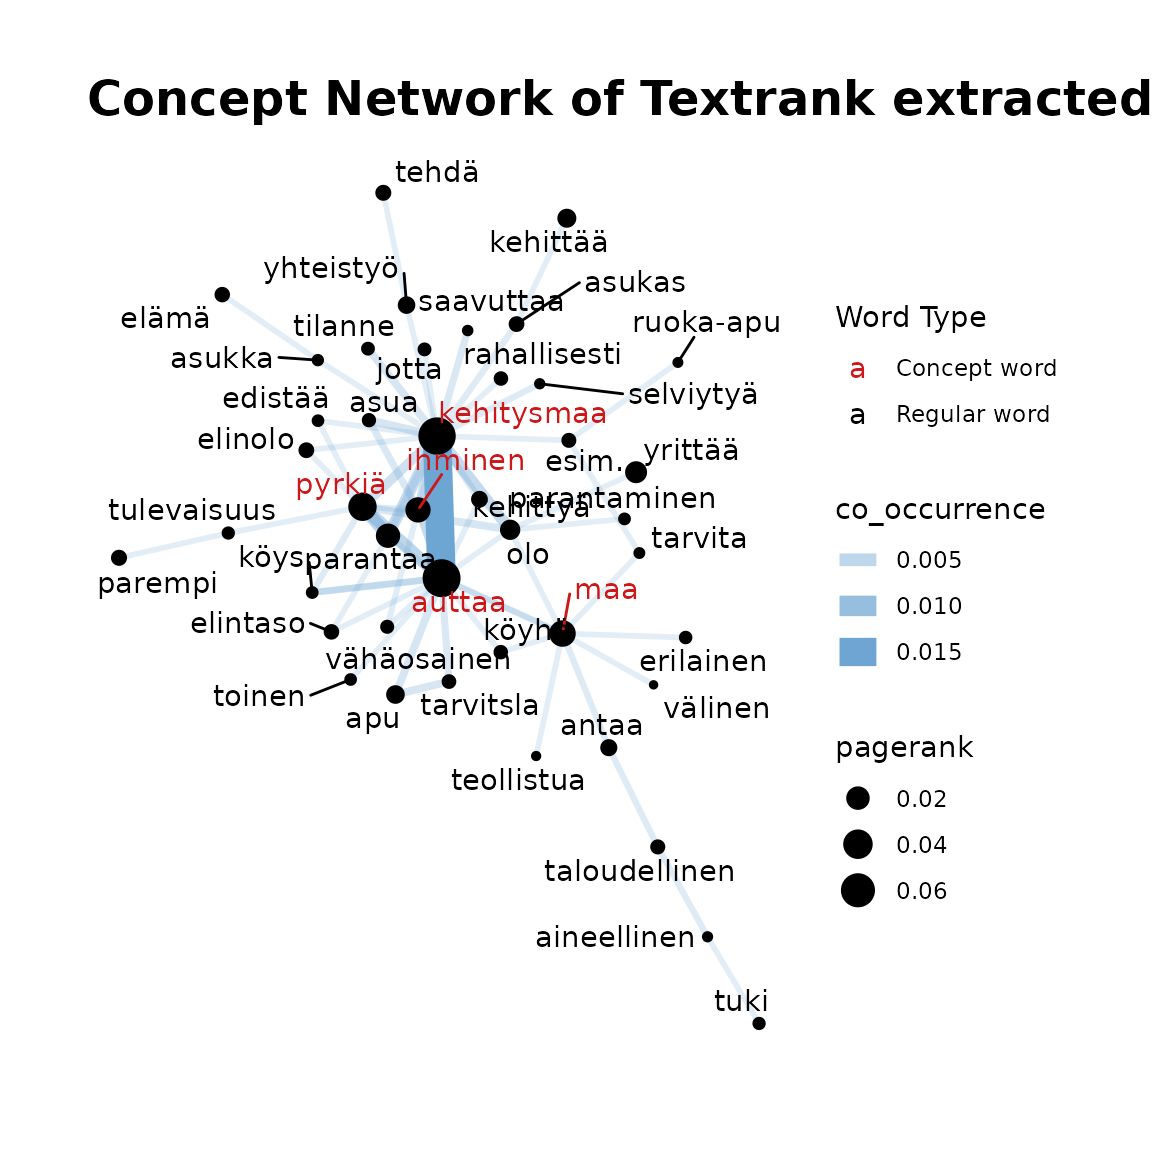 Concept Network of Textrank extracted
tehdä
kehittää
yhteistyö
asukas
saavuttaa
elämä
tilanne
ruoka-apu
asukka
rahallisesti
jotta
selviytyä
edistää
asua
kehitysmaa
elinolo
yrittää
ihminen
esim.
pyrkiä
parantaminen
tulevaisuus
kehittyä
tarvita
köys
parantaa
olo
parempi
auttaa
maa
elintaso
köyhä
vähäosainen
erilainen
toinen
tarvitsla
välinen
apu
antaa
teollistua
taloudellinen
aineellinen
tuki
Word Type
a Concept word
a Regular word
co_occurrence
0.005
0.010
0.015
pagerank
0.02
0.04
0.06